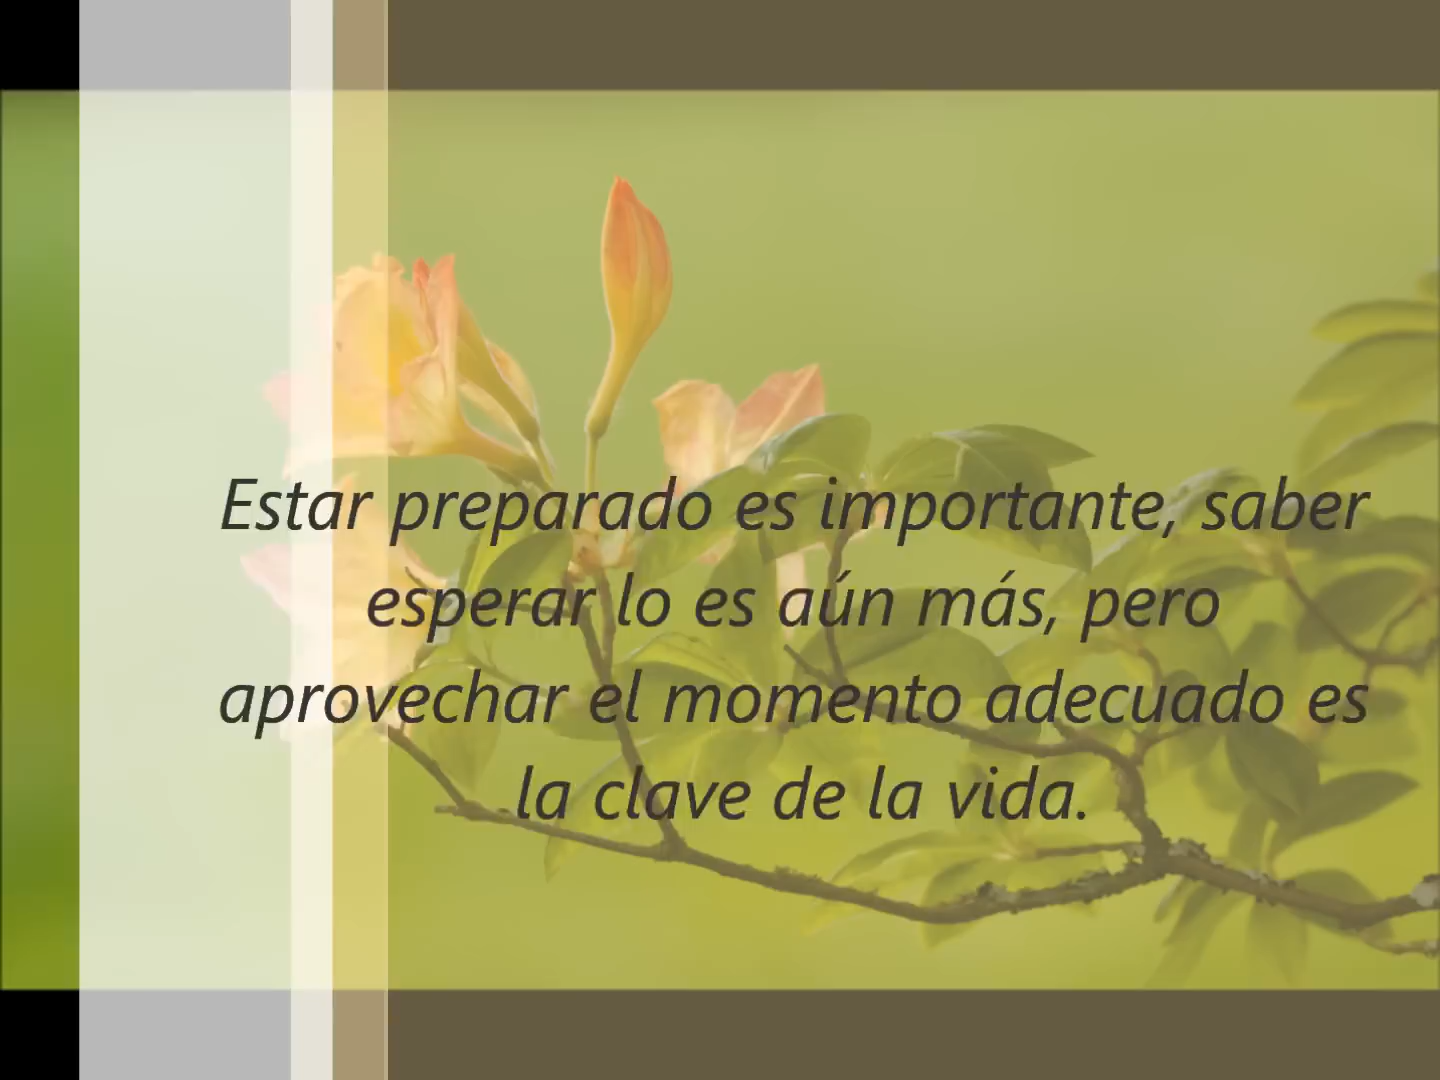 Estar preparado es importante, saber
esperar lo es aún más, pero
aprovechar el momento adecuado es
la clave de la vida.